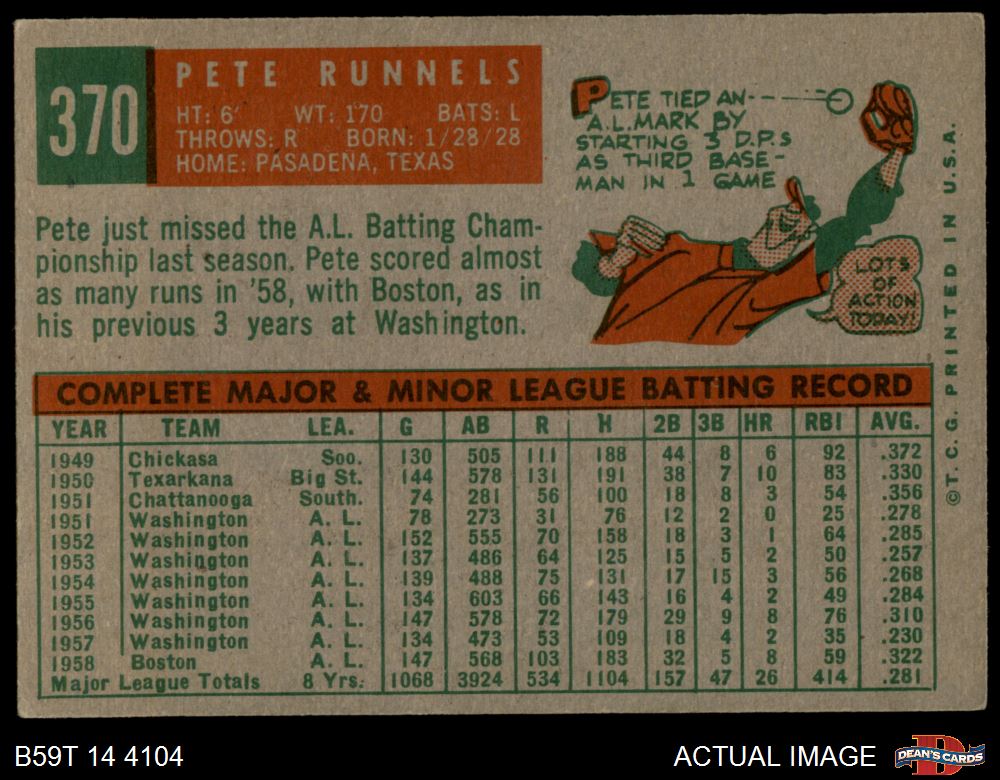 370
PETE RUNNELS
HT: 6' WT: 170 BATS: L
THROWS: R BORN: 1/28/28
HOME: PASADENA, TEXAS
PETE TIED AN
A.L. MARK BY
STARTING 5 D.P.s
AS THIRD BASE-
MAN IN 1 GAME
LOTS
OF
ACTION
TODAY!
Pete just missed the A.L. Batting Cham-
pionship last season. Pete scored almost
as many runs in '58, with Boston, as in
his previous 3 years at Washington.
COMPLETE MAJOR & MINOR LEAGUE BATTING RECORD
YEAR TEAM LEA. G AB R H 2B 3B HR RBI AVG.
1949 Chickasa Soo. 130 505 111 188 44 8 6 92 .372
1950 Texarkana Big St. 144 578 131 191 38 7 10 83 .330
1951 Chattanooga South. 74 281 56 100 18 8 3 54 .356
1951 Washington A. L. 78 273 31 76 12 2 0 25 .278
1952 Washington A. L. 152 555 70 158 18 3 1 64 .285
1953 Washington A. L. 137 486 64 125 15 5 2 50 .257
1954 Washington A. L. 139 488 75 131 17 15 3 56 .268
1955 Washington A. L. 134 603 66 143 16 4 2 49 .284
1956 Washington A. L. 147 578 72 179 29 9 8 76 .310
1957 Washington A. L. 134 473 53 109 18 4 2 35 .230
1958 Boston A. L. 147 568 103 183 32 5 8 59 .322
Major League Totals 8 Yrs. 1068 3924 534 1104 157 47 26 414 .281
©T. C. G. PRINTED IN U.S.A.
B59T 14 4104
ACTUAL IMAGE
D
DEAN'S CARDS